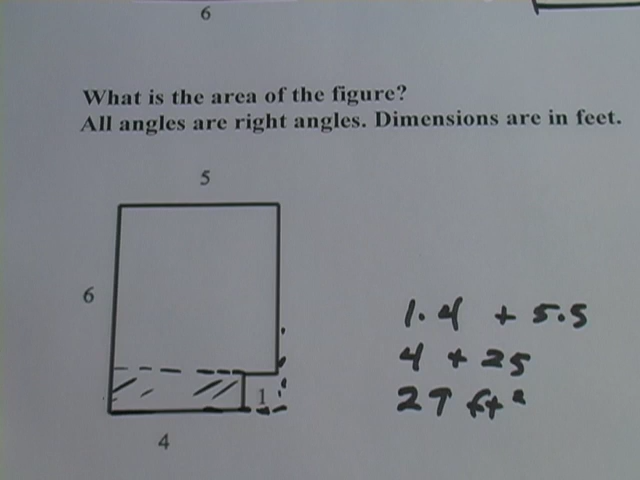 6
What is the area of the figure?
All angles are right angles. Dimensions are in feet.
5
6
1
4
1.4 + 5.5
4 + 25
29 ft²